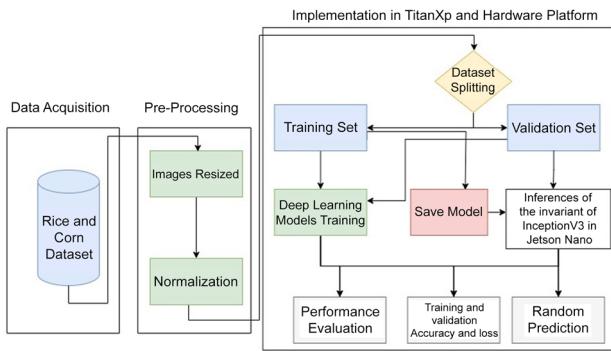 Implementation in TitanXp and Hardware Platform
Data Acquisition
Pre-Processing
Dataset
Splitting
Training Set
Validation Set
Images Resized
Rice and
Corn
Dataset
Deep Learning
Models Training
Save Model
Inferences of
the invariant of
InceptionV3 in
Jetson Nano
Normalization
Performance
Evaluation
Training and
validation
Accuracy and loss
Random
Prediction